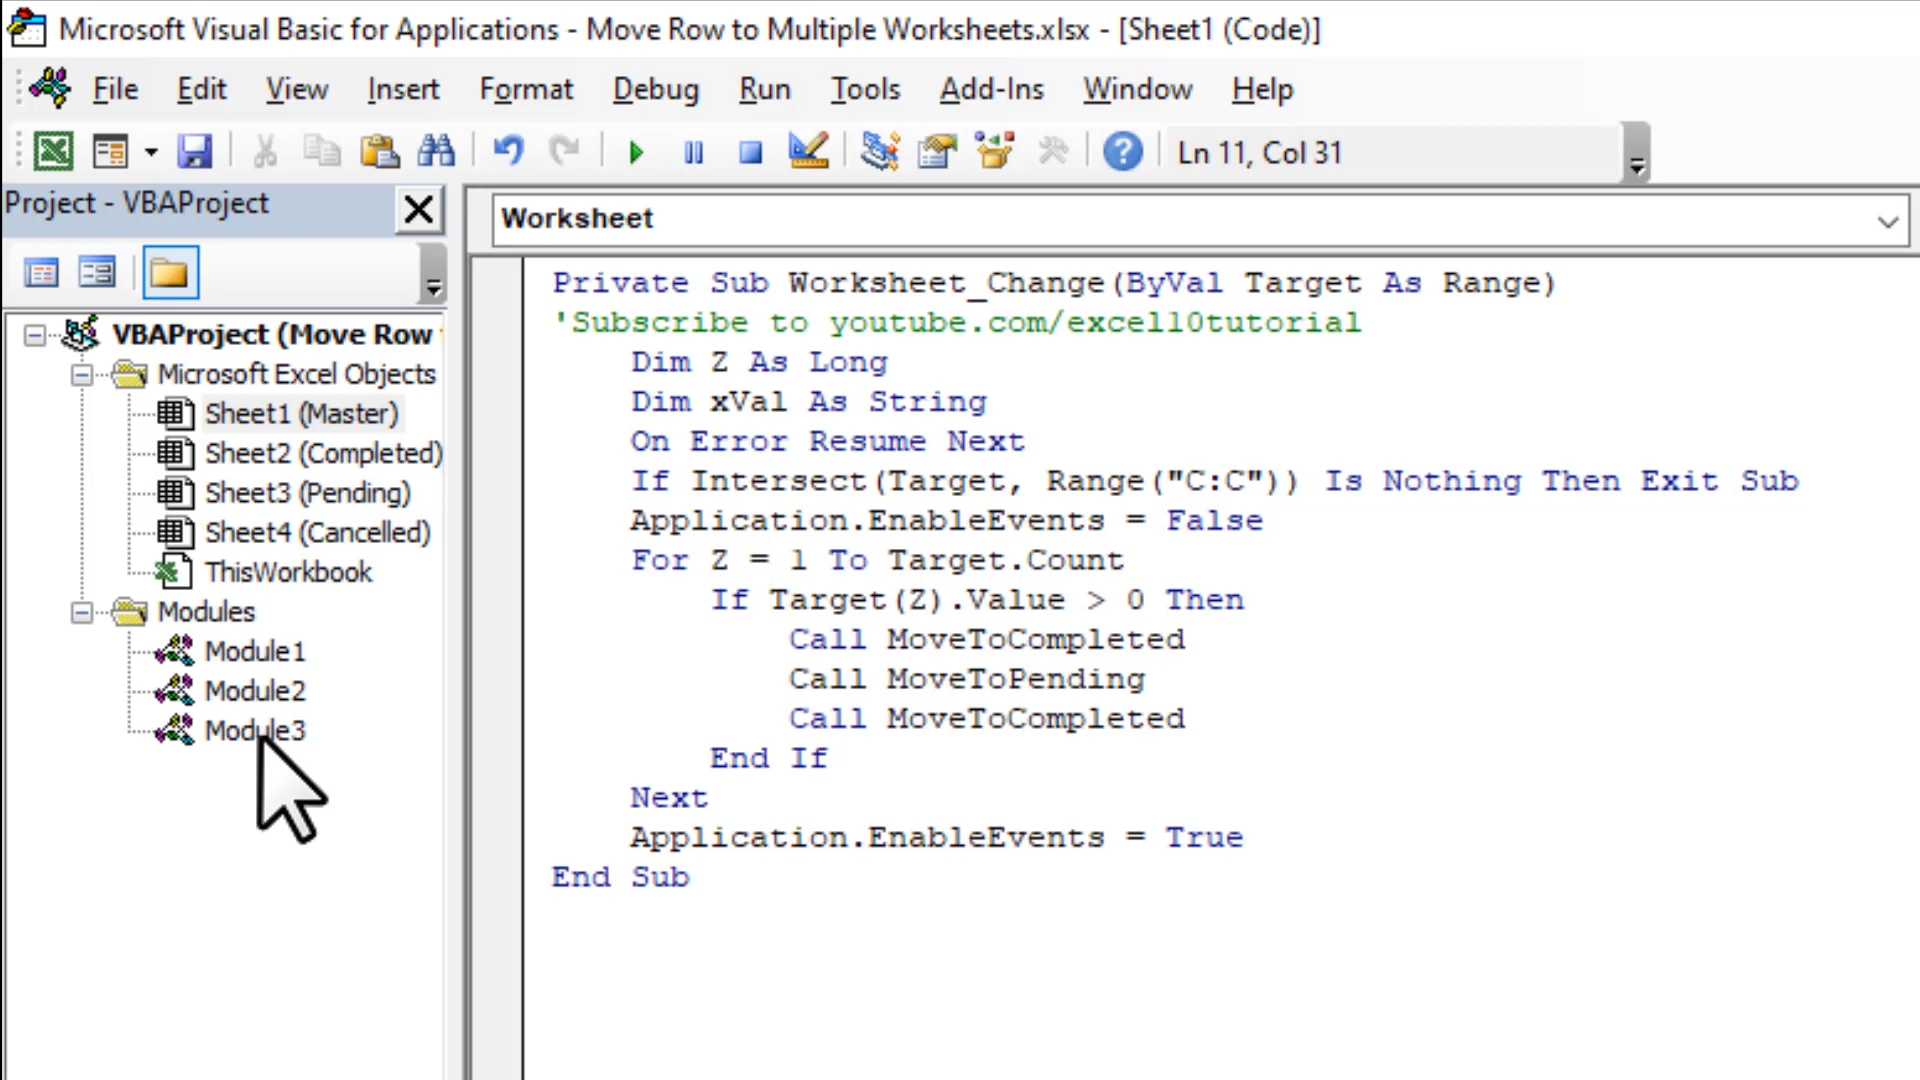 Microsoft Visual Basic for Applications - Move Row to Multiple Worksheets.xlsx - [Sheet1 (Code)]
File Edit View Insert Format Debug Run Tools Add-Ins Window Help
Ln 11, Col 31
Project - VBAProject
Worksheet
VBAProject (Move Row
Microsoft Excel Objects
Sheet1 (Master)
Sheet2 (Completed)
Sheet3 (Pending)
Sheet4 (Cancelled)
ThisWorkbook
Modules
Module1
Module2
Module3
Private Sub Worksheet_Change(ByVal Target As Range)
'Subscribe to youtube.com/excel10tutorial
Dim Z As Long
Dim xVal As String
On Error Resume Next
If Intersect(Target, Range("C:C")) Is Nothing Then Exit Sub
Application.EnableEvents = False
For Z = 1 To Target.Count
If Target(Z).Value > 0 Then
Call MoveToCompleted
Call MoveToPending
Call MoveToCompleted
End If
Next
Application.EnableEvents = True
End Sub